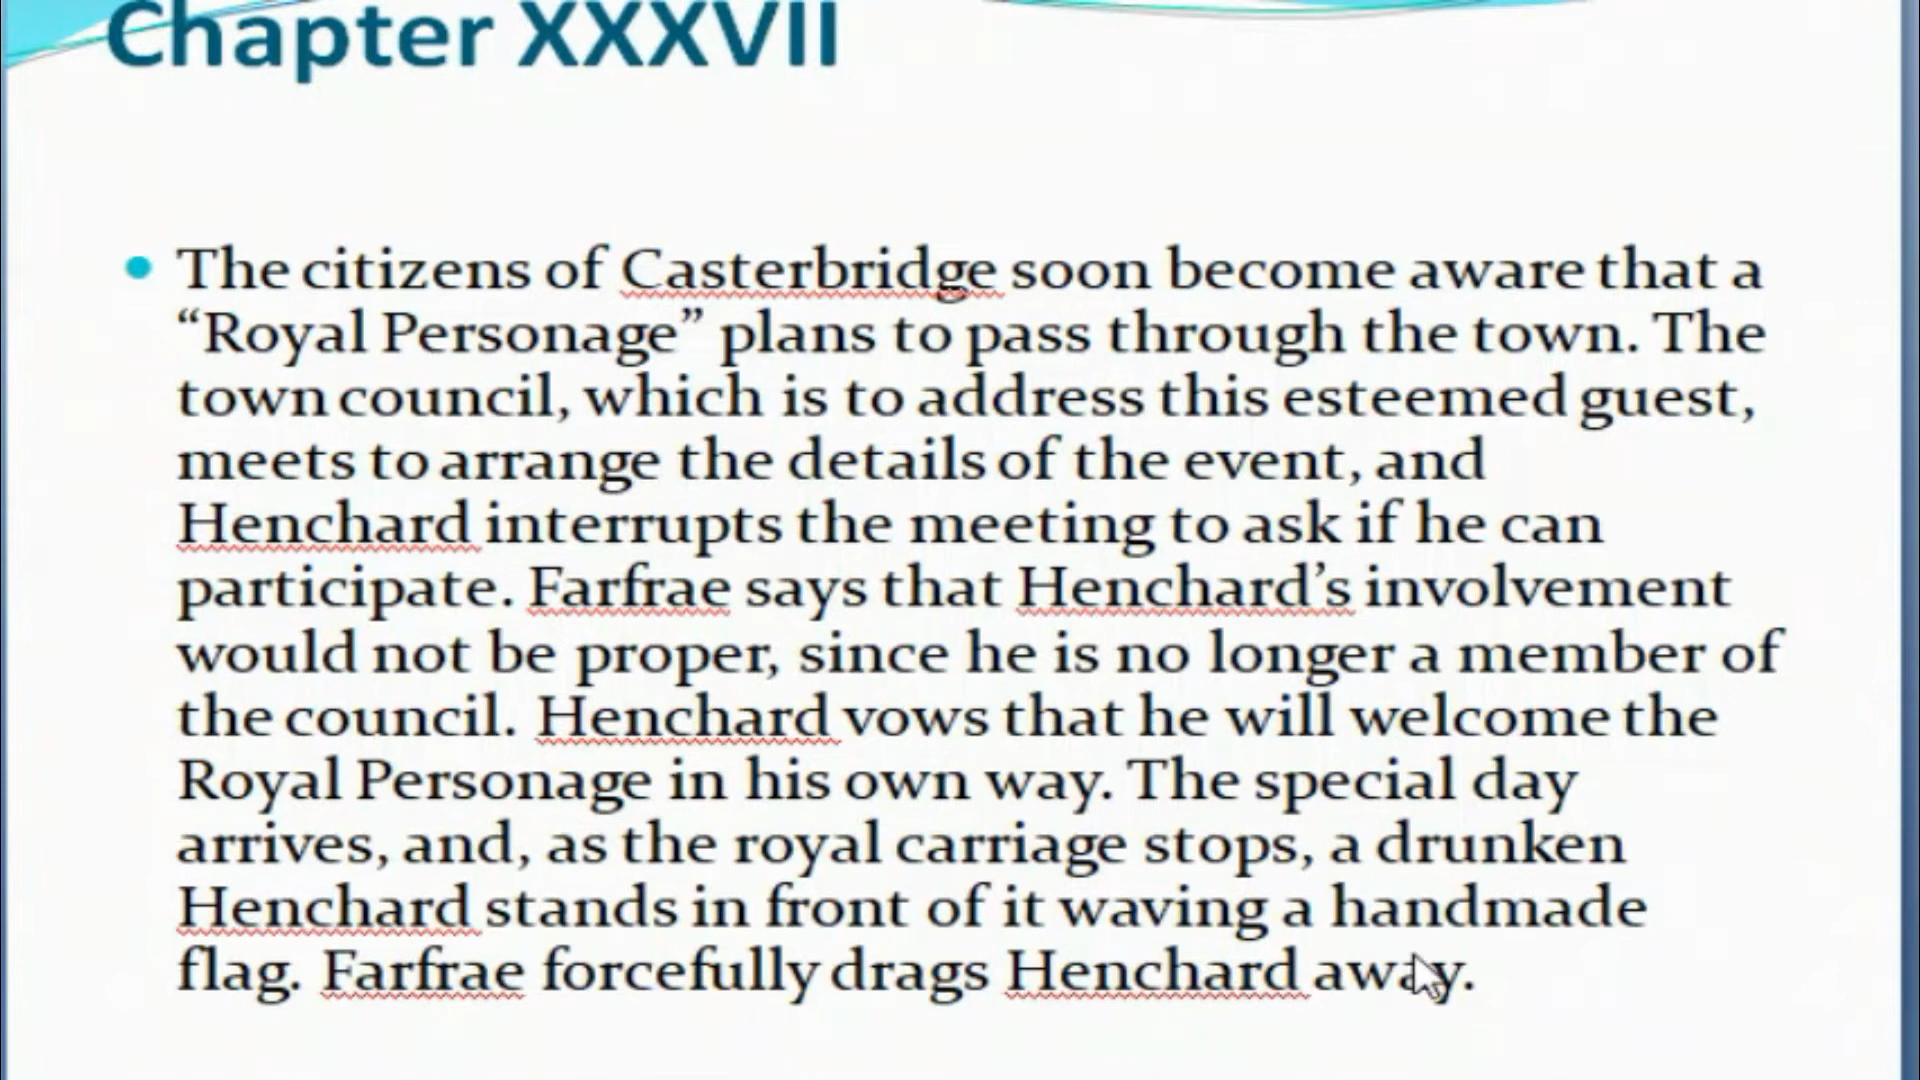 Chapter XXXVII
• The citizens of Casterbridge soon become aware that a
“Royal Personage” plans to pass through the town. The
town council, which is to address this esteemed guest,
meets to arrange the details of the event, and
Henchard interrupts the meeting to ask if he can
participate. Farfrae says that Henchard’s involvement
would not be proper, since he is no longer a member of
the council. Henchard vows that he will welcome the
Royal Personage in his own way. The special day
arrives, and, as the royal carriage stops, a drunken
Henchard stands in front of it waving a handmade
flag. Farfrae forcefully drags Henchard away.